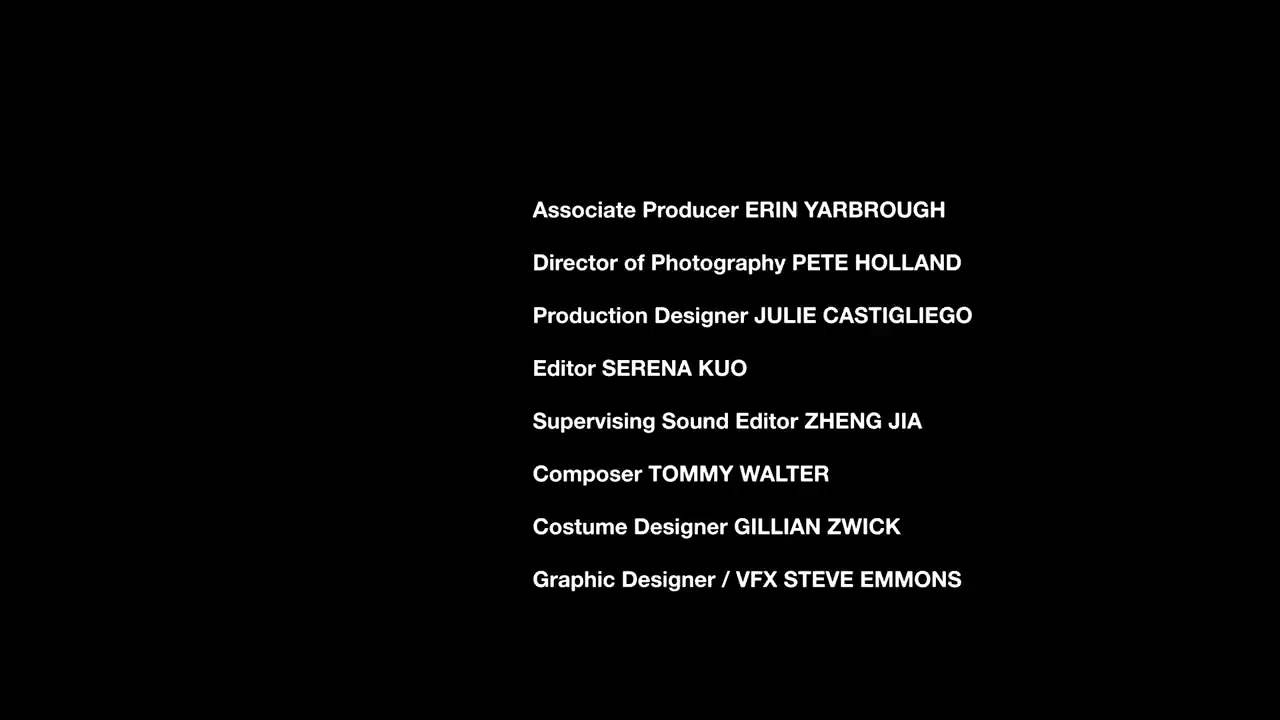 Associate Producer ERIN YARBROUGH
Director of Photography PETE HOLLAND
Production Designer JULIE CASTIGLIEGO
Editor SERENA KUO
Supervising Sound Editor ZHENG JIA
Composer TOMMY WALTER
Costume Designer GILLIAN ZWICK
Graphic Designer / VFX STEVE EMMONS